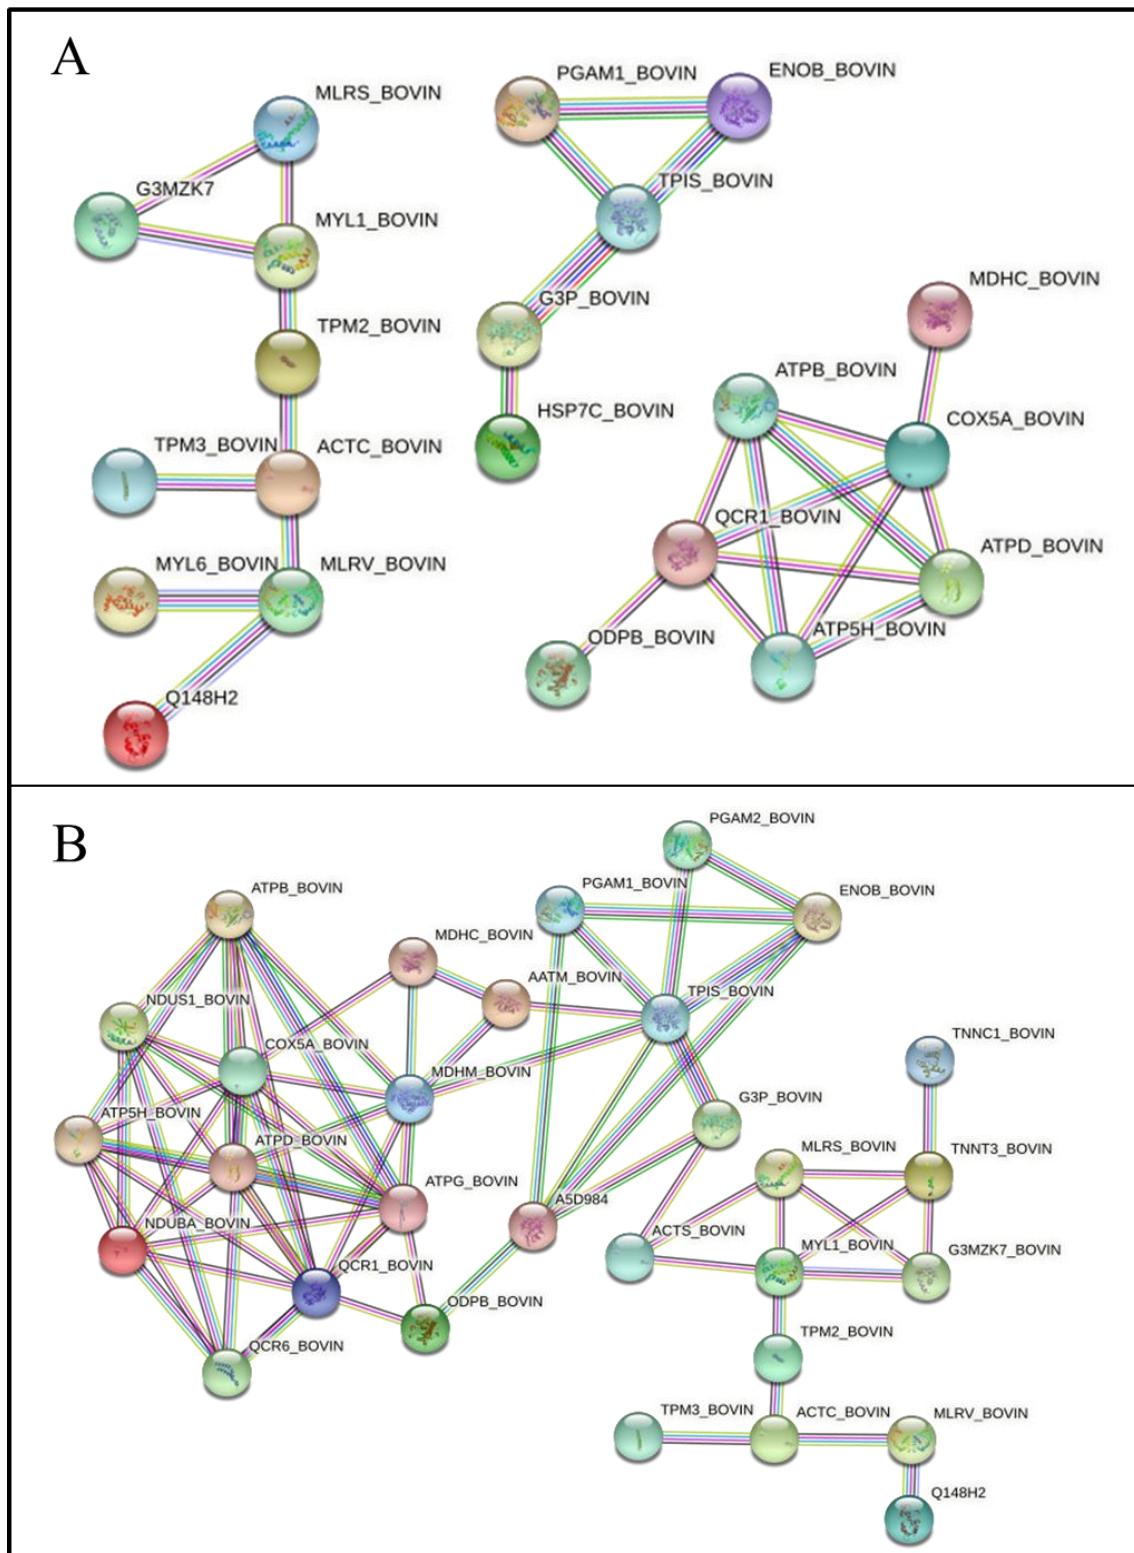 A
PGAM1_BOVIN
ENOB_BOVIN
MLRS_BOVIN
G3MZK7
TPIS_BOVIN
MYL1_BOVIN
MDHC_BOVIN
G3P_BOVIN
TPM2_BOVIN
ATPB_BOVIN
HSP7C_BOVIN
COX5A_BOVIN
TPM3_BOVIN
ACTC_BOVIN
QCR1_BOVIN
ATPD_BOVIN
MYL6_BOVIN
MLRV_BOVIN
ODPB_BOVIN
ATP5H_BOVIN
Q148H2
B
PGAM2_BOVIN
ATPB_BOVIN
PGAM1_BOVIN
ENOB_BOVIN
MDHC_BOVIN
NDUS1_BOVIN
AATM_BOVIN
TPIS_BOVIN
TNNC1_BOVIN
COX5A_BOVIN
MDHM_BOVIN
G3P_BOVIN
ATP5H_BOVIN
ATPD_BOVIN
MLRS_BOVIN
TNNT3_BOVIN
ATPG_BOVIN
A5D984
NDUBA_BOVIN
ACTS_BOVIN
MYL1_BOVIN
G3MZK7_BOVIN
QCR1_BOVIN
ODPB_BOVIN
TPM2_BOVIN
QCR6_BOVIN
TPM3_BOVIN
ACTC_BOVIN
MLRV_BOVIN
Q148H2